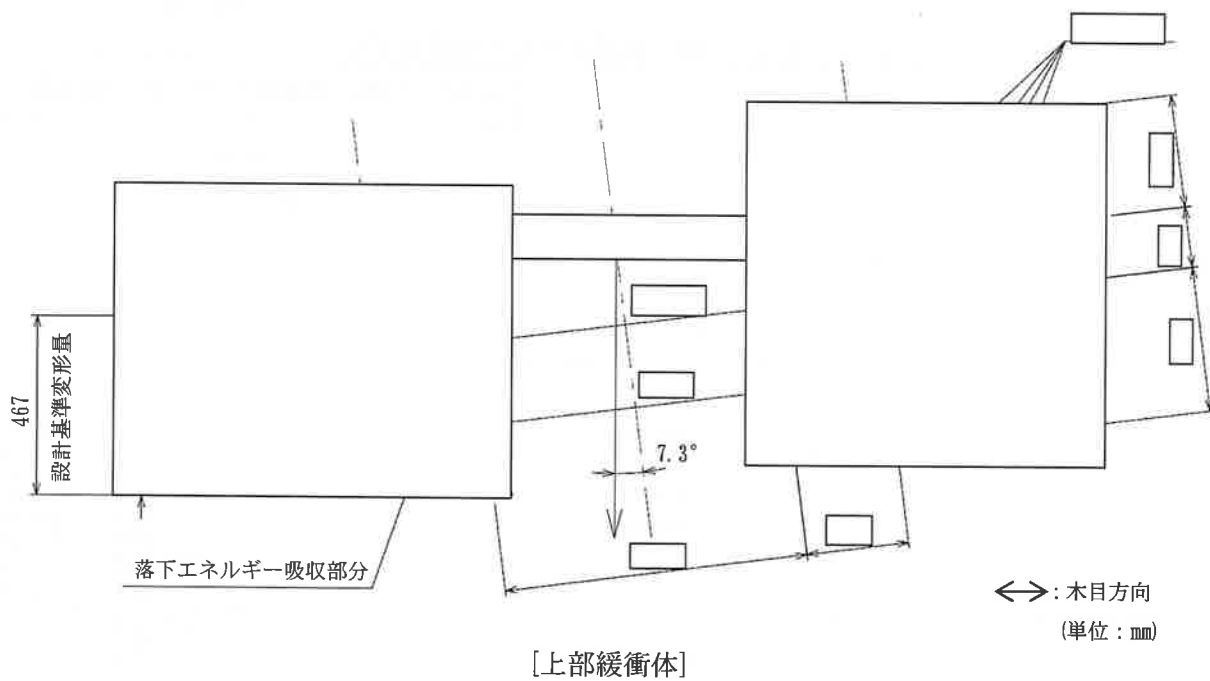 467
設計基準変形量
7.3°
落下エネルギー吸収部分
：木目方向
(単位：mm)
[上部緩衝体]